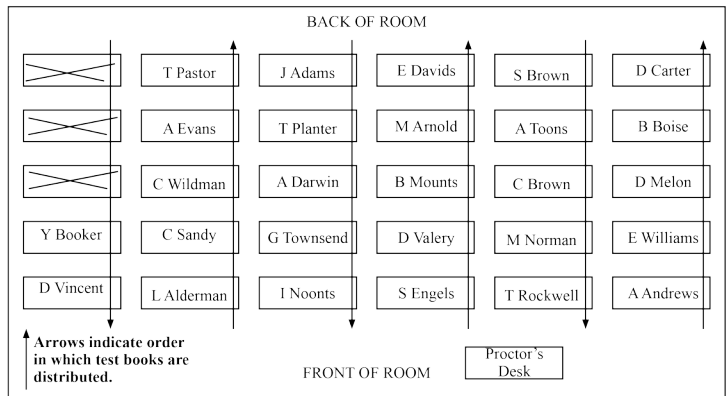 BACK OF ROOM
T Pastor
J Adams
E Davids
S Brown
D Carter
A Evans
T Planter
M Arnold
A Toons
B Boise
C Wildman
A Darwin
B Mounts
C Brown
D Melon
Y Booker
C Sandy
G Townsend
D Valery
M Norman
E Williams
D Vincent
L Alderman
I Noonts
S Engels
T Rockwell
A Andrews
Arrows indicate order
in which test books are
distributed.
FRONT OF ROOM
Proctor's
Desk